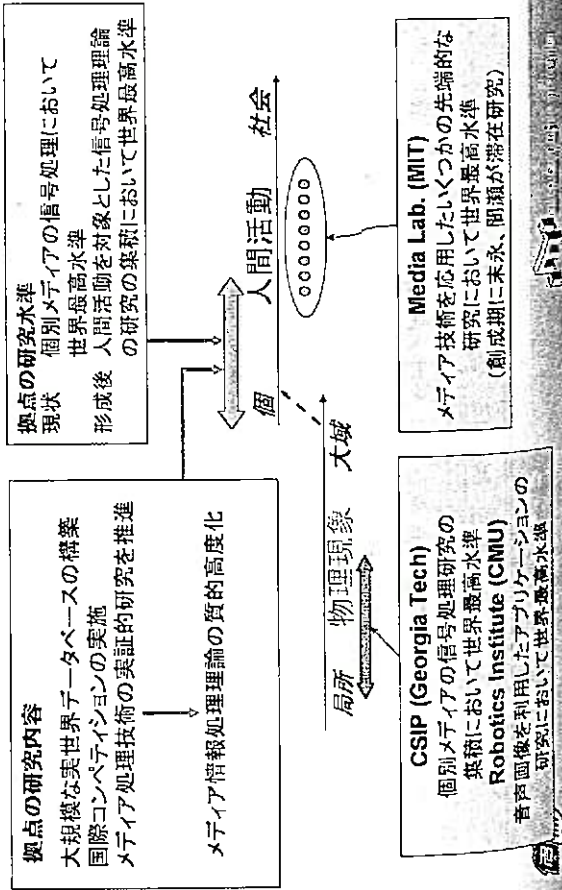 拠点の研究内容
大規模な実世界データベースの構築
国際コンペティションの実施
メディア処理技術の実証的研究を推進
メディア情報処理理論の質的高度化
拠点の研究水準
現状 個別メディアの信号処理において
世界最高水準
形成後 人間活動を対象とした信号処理理論
の研究の集積において世界最高水準
個 人間活動 社会
局所 物理現象 大域
CSIP (Georgia Tech)
個別メディアの信号処理研究の
集積において世界最高水準
Robotics Institute (CMU)
音声画像を利用したアプリケーションの
研究において世界最高水準
Media Lab. (MIT)
メディア技術を応用したいくつかの先端的な
研究において世界最高水準
(創成期に末永、間瀬が滞在研究)